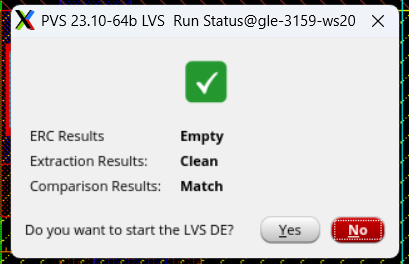 PVS 23.10-64b LVS Run Status@gle-3159-ws20
ERC Results Empty
Extraction Results: Clean
Comparison Results: Match
Do you want to start the LVS DE? Yes No